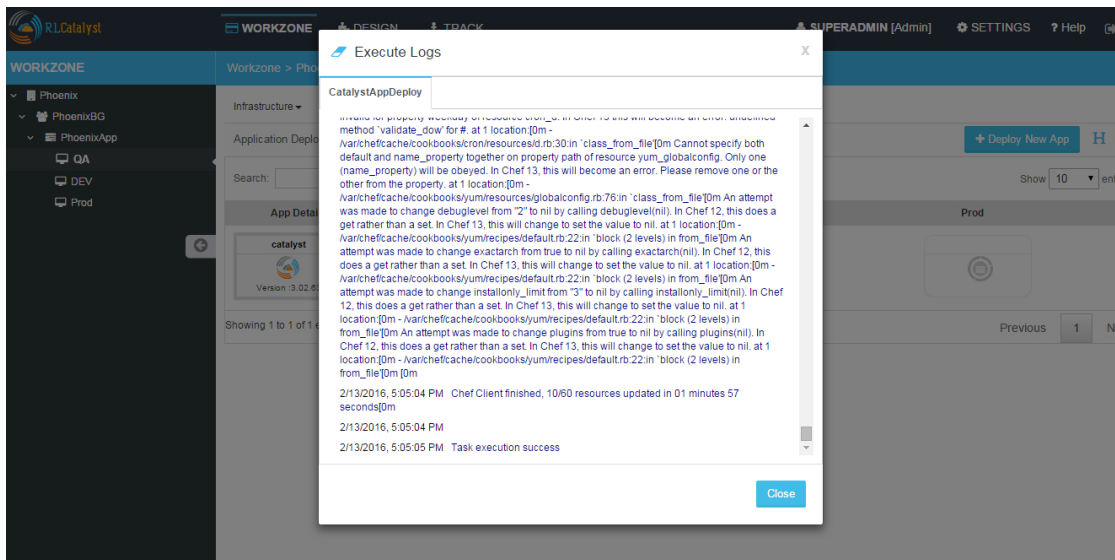 RLCatalyst
WORKZONE
DESIGN
TRACK
SUPERADMIN [Admin]
SETTINGS
? Help
WORKZONE
Workzone > Pho
Phoenix
PhoenixBG
PhoenixApp
QA
DEV
Prod
Infrastructure
Application Deplo
+ Deploy New App
H
Search:
Show 10 ent
App Detai
Prod
catalyst
Version :3.02.6
Showing 1 to 1 of 1 e
Previous 1 N
Execute Logs
X
CatalystAppDeploy
invalid for property weekday of resource cron_d. In Chef 13 this will become an error: undefined
method `validate_dow' for #. at 1 location:[0m -
/var/chef/cache/cookbooks/cron/resources/d.rb:30:in `class_from_file'[0m Cannot specify both
default and name_property together on property path of resource yum_globalconfig. Only one
(name_property) will be obeyed. In Chef 13, this will become an error. Please remove one or the
other from the property. at 1 location:[0m -
/var/chef/cache/cookbooks/yum/resources/globalconfig.rb:76:in `class_from_file'[0m An attempt
was made to change debuglevel from "2" to nil by calling debuglevel(nil). In Chef 12, this does a
get rather than a set. In Chef 13, this will change to set the value to nil. at 1 location:[0m -
/var/chef/cache/cookbooks/yum/recipes/default.rb:22:in `block (2 levels) in from_file'[0m An
attempt was made to change exactarch from true to nil by calling exactarch(nil). In Chef 12, this
does a get rather than a set. In Chef 13, this will change to set the value to nil. at 1 location:[0m -
/var/chef/cache/cookbooks/yum/recipes/default.rb:22:in `block (2 levels) in from_file'[0m An
attempt was made to change installonly_limit from "3" to nil by calling installonly_limit(nil). In Chef
12, this does a get rather than a set. In Chef 13, this will change to set the value to nil. at 1
location:[0m - /var/chef/cache/cookbooks/yum/recipes/default.rb:22:in `block (2 levels) in
from_file'[0m An attempt was made to change plugins from true to nil by calling plugins(nil). In
Chef 12, this does a get rather than a set. In Chef 13, this will change to set the value to nil. at 1
location:[0m - /var/chef/cache/cookbooks/yum/recipes/default.rb:22:in `block (2 levels) in
from_file'[0m [0m
2/13/2016, 5:05:04 PM Chef Client finished, 10/60 resources updated in 01 minutes 57
seconds[0m
2/13/2016, 5:05:04 PM
2/13/2016, 5:05:05 PM Task execution success
Close